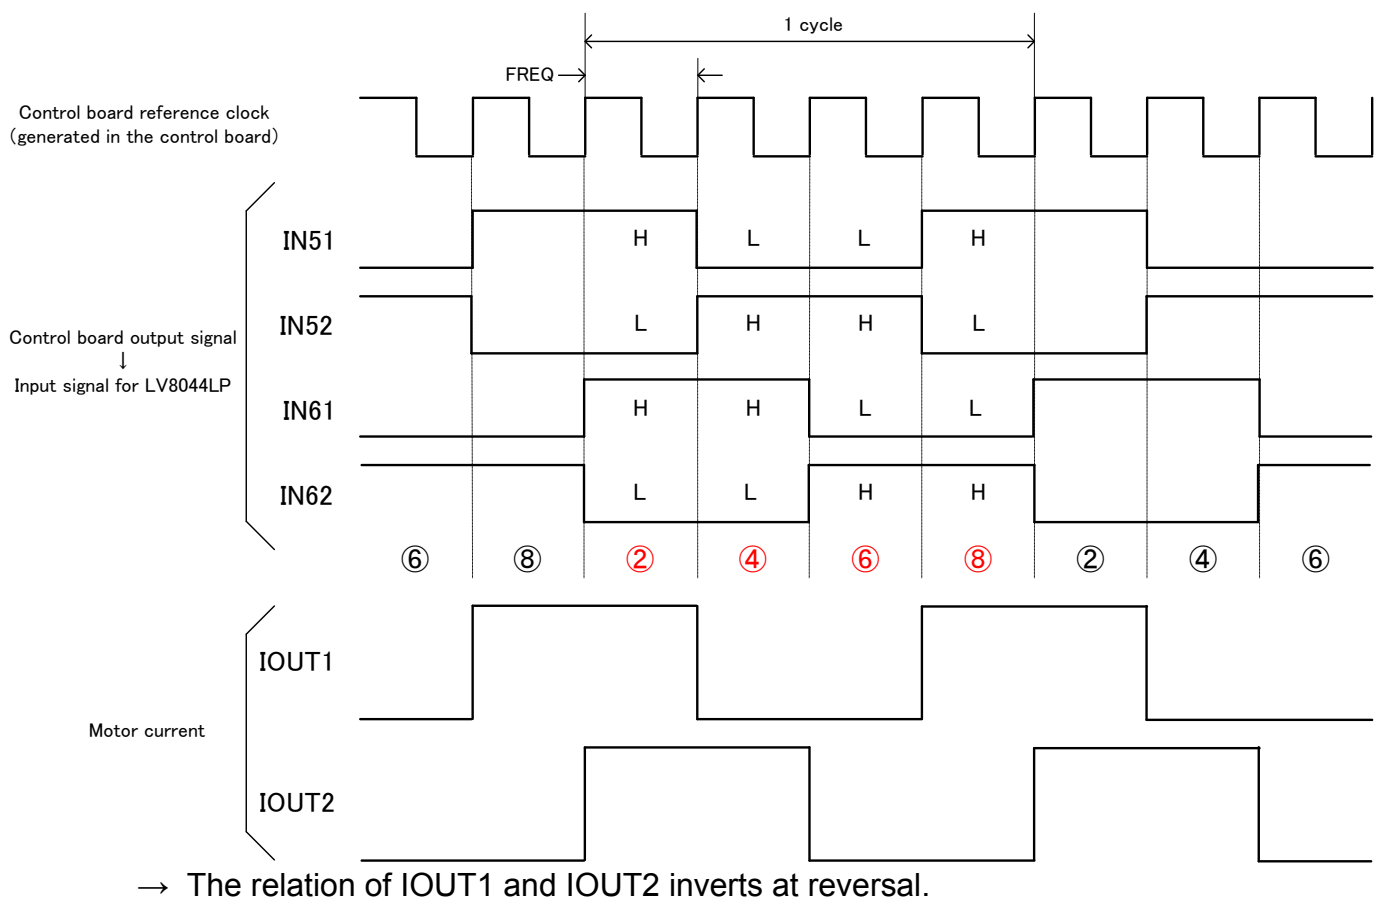 1 cycle
FREQ
Control board reference clock
(generated in the control board)
IN51 H L L H
IN52 L H H L
Control board output signal
↓
Input signal for LV8044LP
IN61 H H L L
IN62 L L H H
⑥ ⑧ ② ④ ⑥ ⑧ ② ④ ⑥
IOUT1
Motor current
IOUT2
→ The relation of IOUT1 and IOUT2 inverts at reversal.